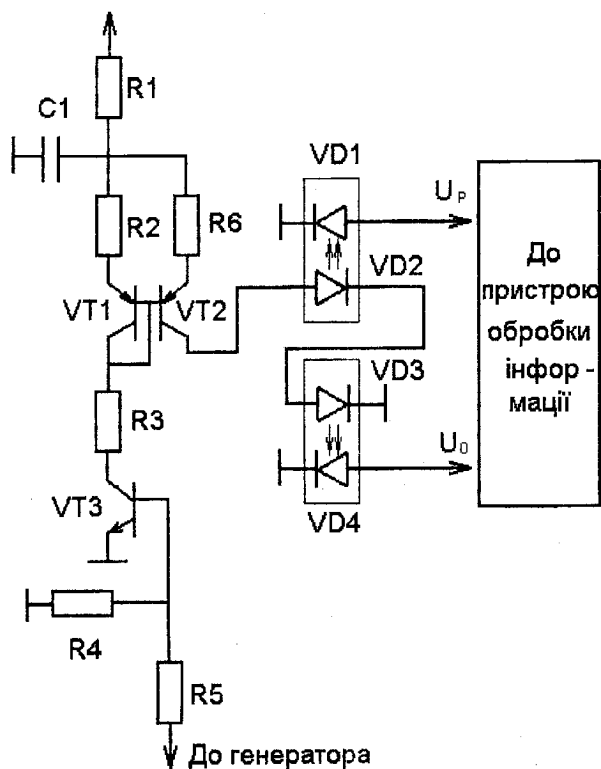 R1
C1
VD1
Uр
R2
R6
До
пристрою
обробки
інфор -
мації
VD2
VT1
VT2
VD3
R3
U0
VT3
VD4
R4
R5
До генератора